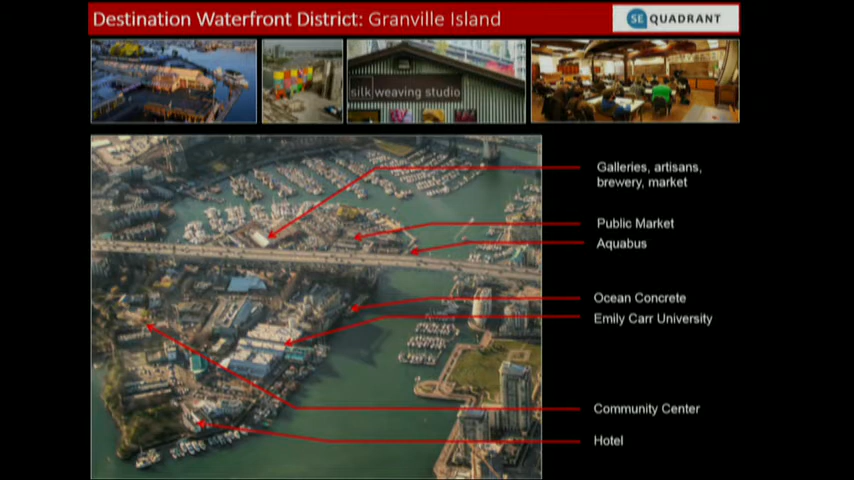 Destination Waterfront District: Granville Island
SE QUADRANT
silk weaving studio
Galleries, artisans,
brewery, market
Public Market
Aquabus
Ocean Concrete
Emily Carr University
Community Center
Hotel